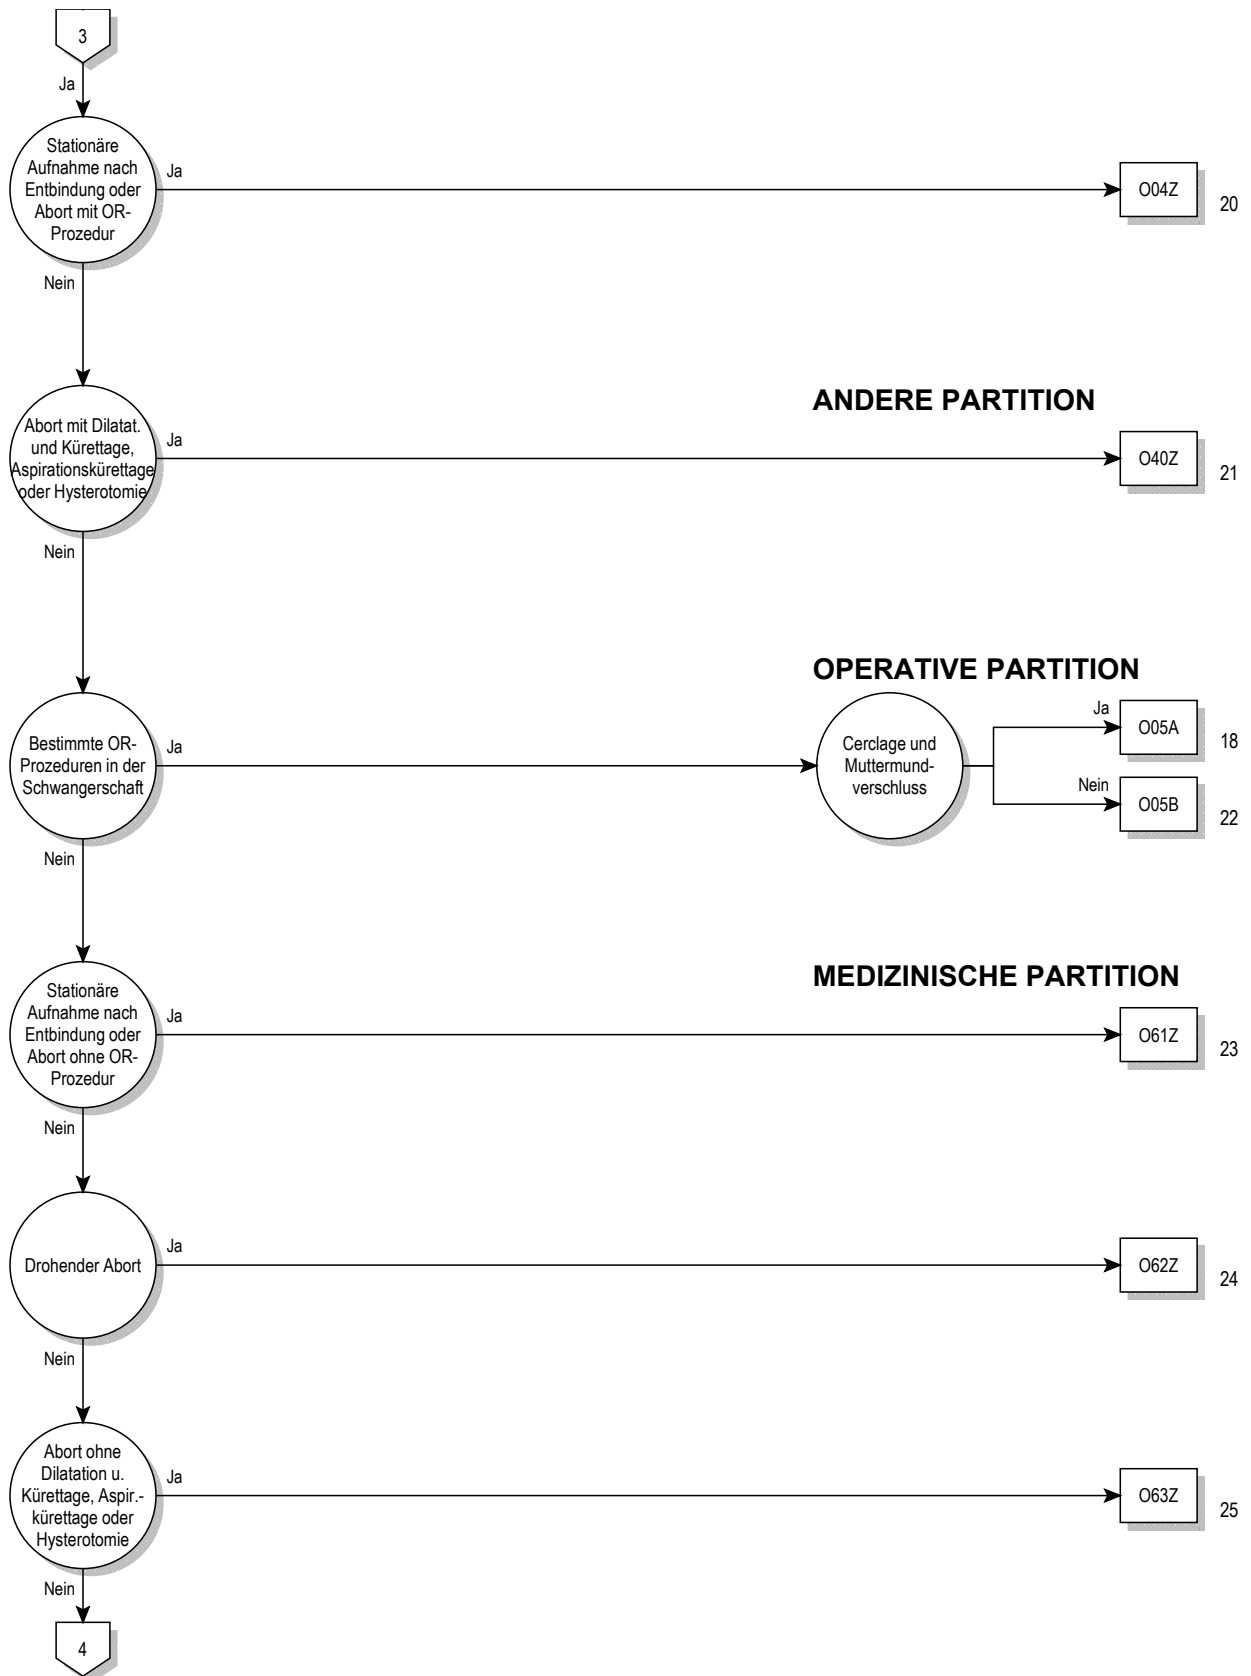 3
Ja
Stationäre
Aufnahme nach
Entbindung oder
Abort mit OR-
Prozedur
Ja
O04Z
20
Nein
ANDERE PARTITION
Abort mit Dilatat.
und Kürettage,
Aspirationskürettage
oder Hysterotomie
Ja
O40Z
21
Nein
OPERATIVE PARTITION
Bestimmte OR-
Prozeduren in der
Schwangerschaft
Ja
Cerclage und
Muttermund-
verschluss
Ja
O05A
18
Nein
O05B
22
Nein
MEDIZINISCHE PARTITION
Stationäre
Aufnahme nach
Entbindung oder
Abort ohne OR-
Prozedur
Ja
O61Z
23
Nein
Drohender Abort
Ja
O62Z
24
Nein
Abort ohne
Dilatation u.
Kürettage, Aspir.-
kürettage oder
Hysterotomie
Ja
O63Z
25
Nein
4